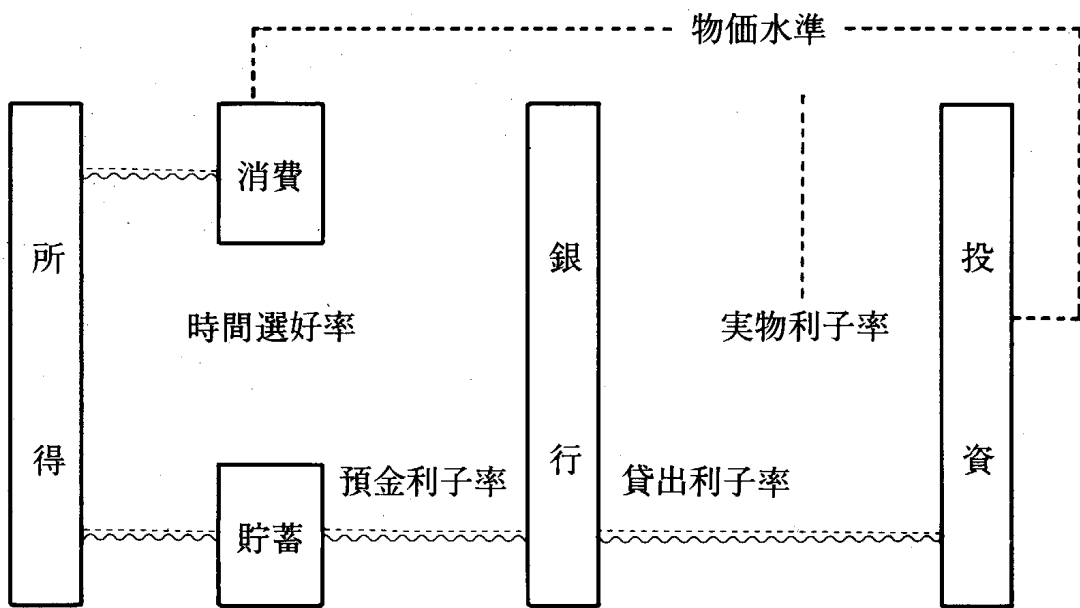 物価水準
消費
所得
銀行
投資
時間選好率
実物利子率
預金利子率
貸出利子率
貯蓄